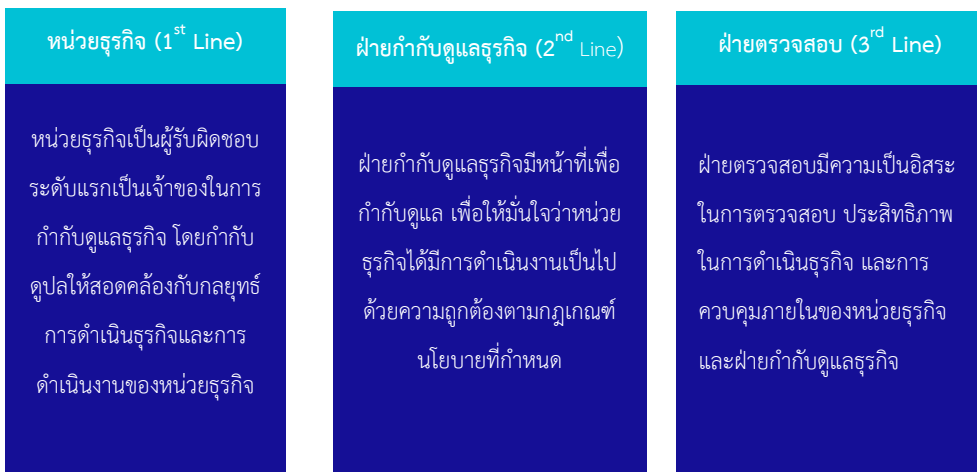 หน่วยธุรกิจ (1st Line)
หน่วยธุรกิจเป็นผู้รับผิดชอบ
ระดับแรกเป็นเจ้าของในการ
กำกับดูแลธุรกิจ โดยกำกับ
ดูปลให้สอดคล้องกับกลยุทธ์
การดำเนินธุรกิจและการ
ดำเนินงานของหน่วยธุรกิจ
ฝ่ายกำกับดูแลธุรกิจ (2nd Line)
ฝ่ายกำกับดูแลธุรกิจมีหน้าที่เพื่อ
กำกับดูแล เพื่อให้มั่นใจว่าหน่วย
ธุรกิจได้มีการดำเนินงานเป็นไป
ด้วยความถูกต้องตามกฎเกณฑ์
นโยบายที่กำหนด
ฝ่ายตรวจสอบ (3rd Line)
ฝ่ายตรวจสอบมีความเป็นอิสระ
ในการตรวจสอบ ประสิทธิภาพ
ในการดำเนินธุรกิจ และการ
ควบคุมภายในของหน่วยธุรกิจ
และฝ่ายกำกับดูแลธุรกิจ